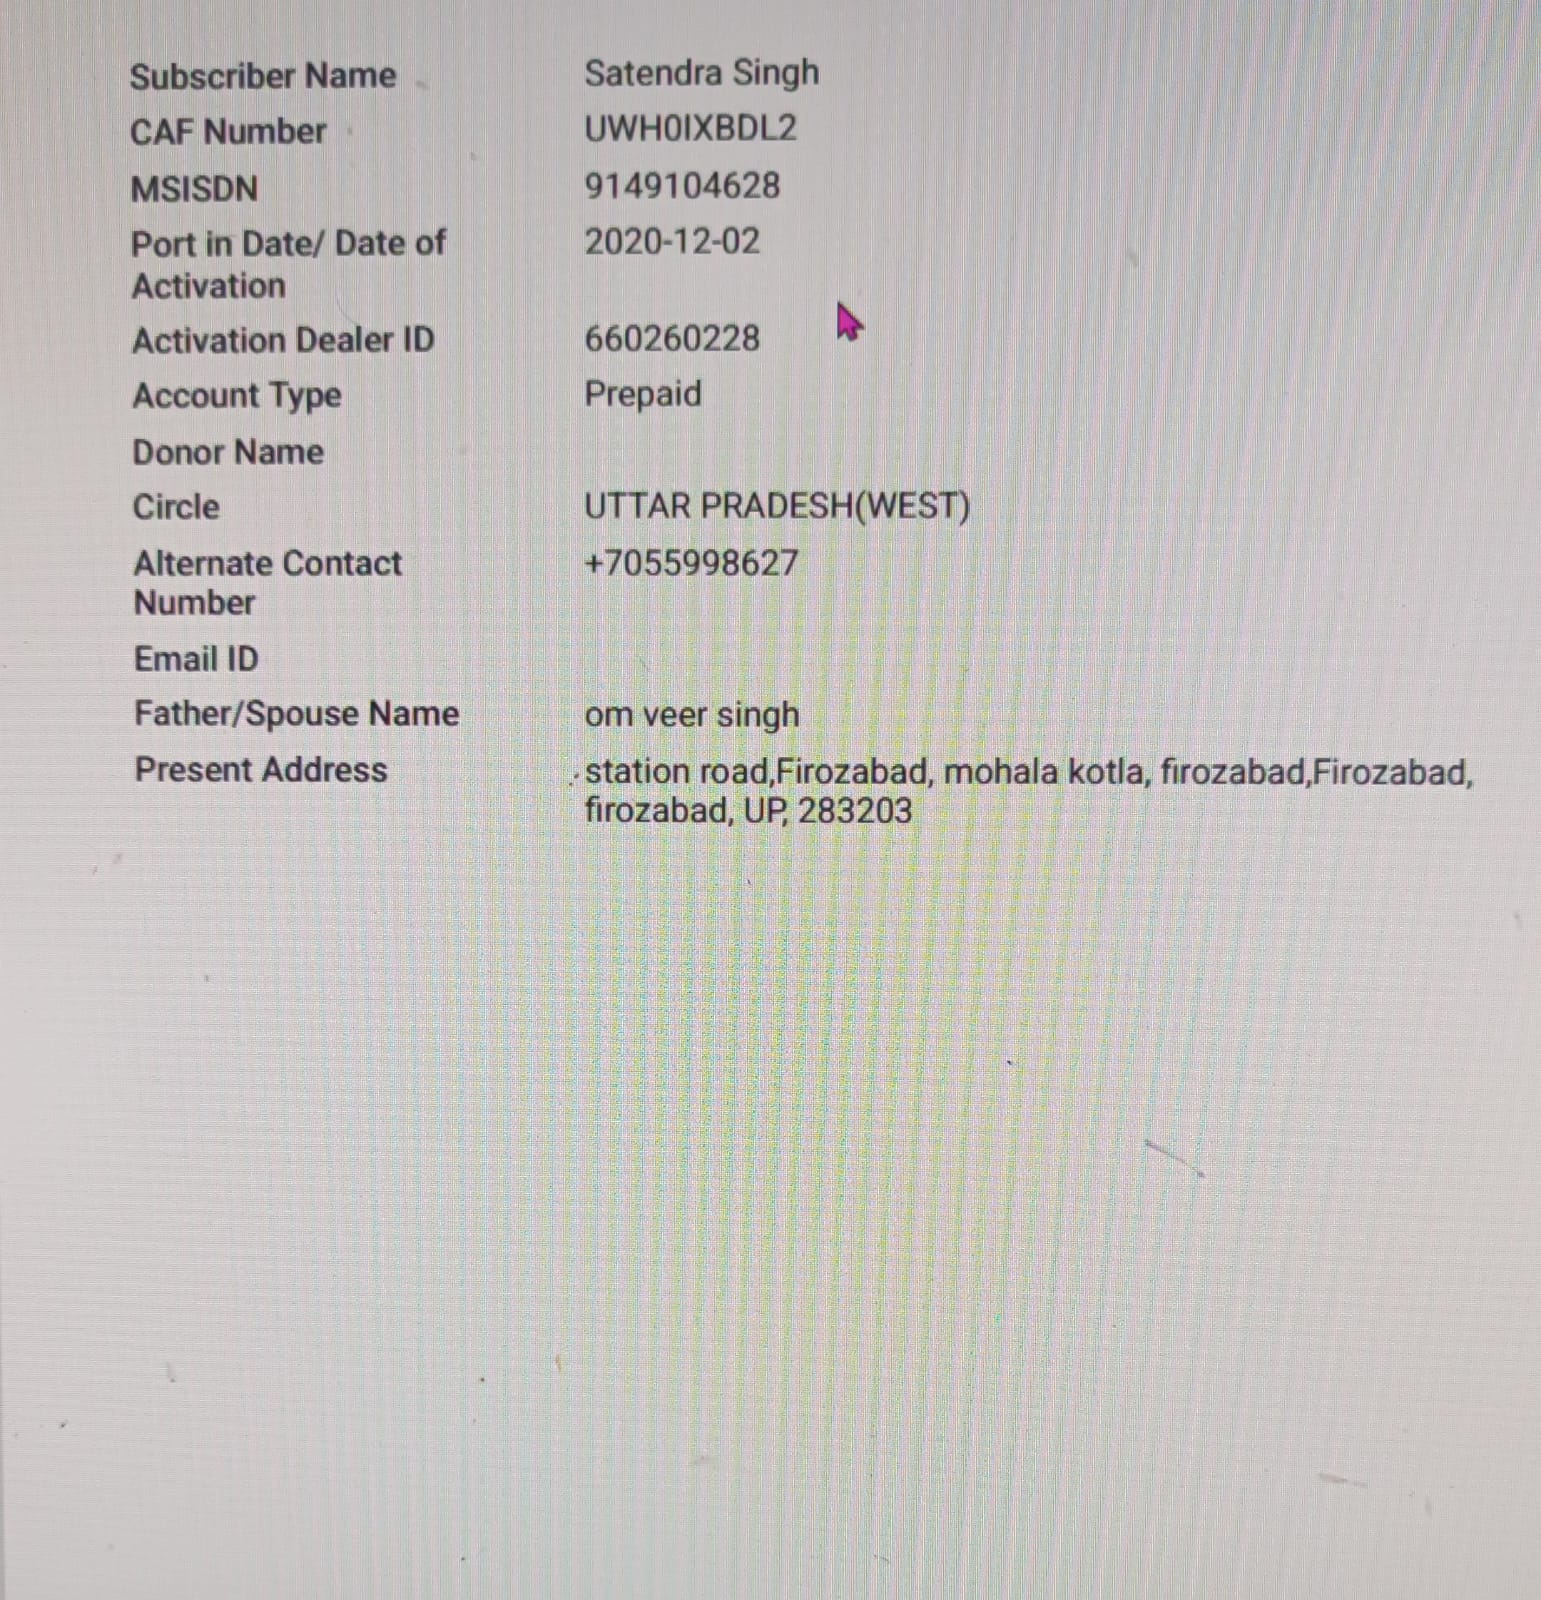 Subscriber Name Satendra Singh
CAF Number UWH0IXBDL2
MSISDN 9149104628
Port in Date/ Date of 2020-12-02
Activation
Activation Dealer ID 660260228
Account Type Prepaid
Donor Name
Circle UTTAR PRADESH(WEST)
Alternate Contact +7055998627
Number
Email ID
Father/Spouse Name om veer singh
Present Address station road,Firozabad, mohala kotla, firozabad,Firozabad,
firozabad, UP, 283203